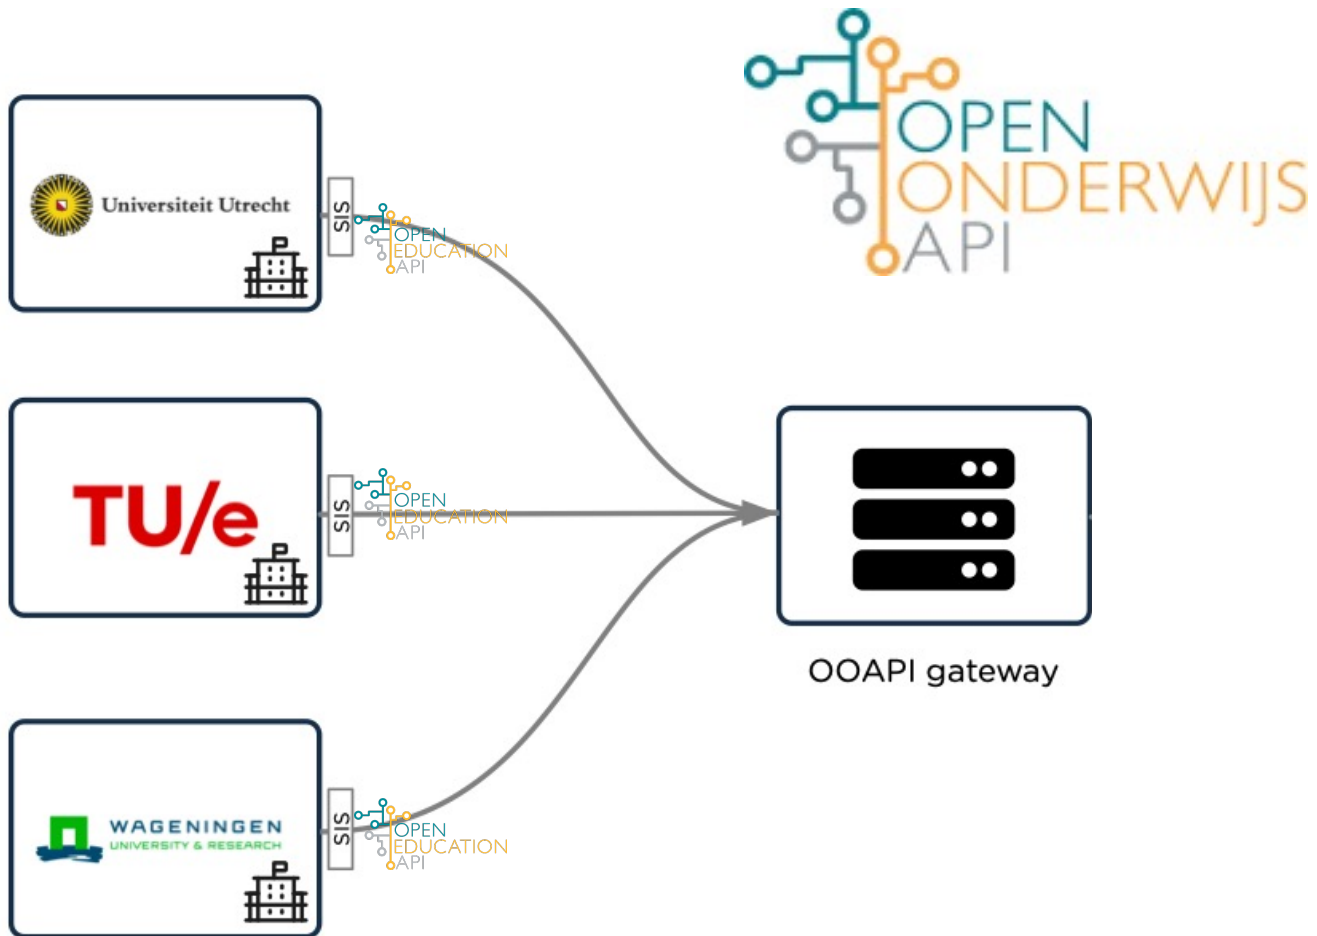 OPEN
ONDERWIJS
API
Universiteit Utrecht
SIS
OPEN
EDUCATION
API
TU/e
SIS
OPEN
EDUCATION
API
OOAPI gateway
WAGENINGEN
UNIVERSITY & RESEARCH
SIS
OPEN
EDUCATION
API